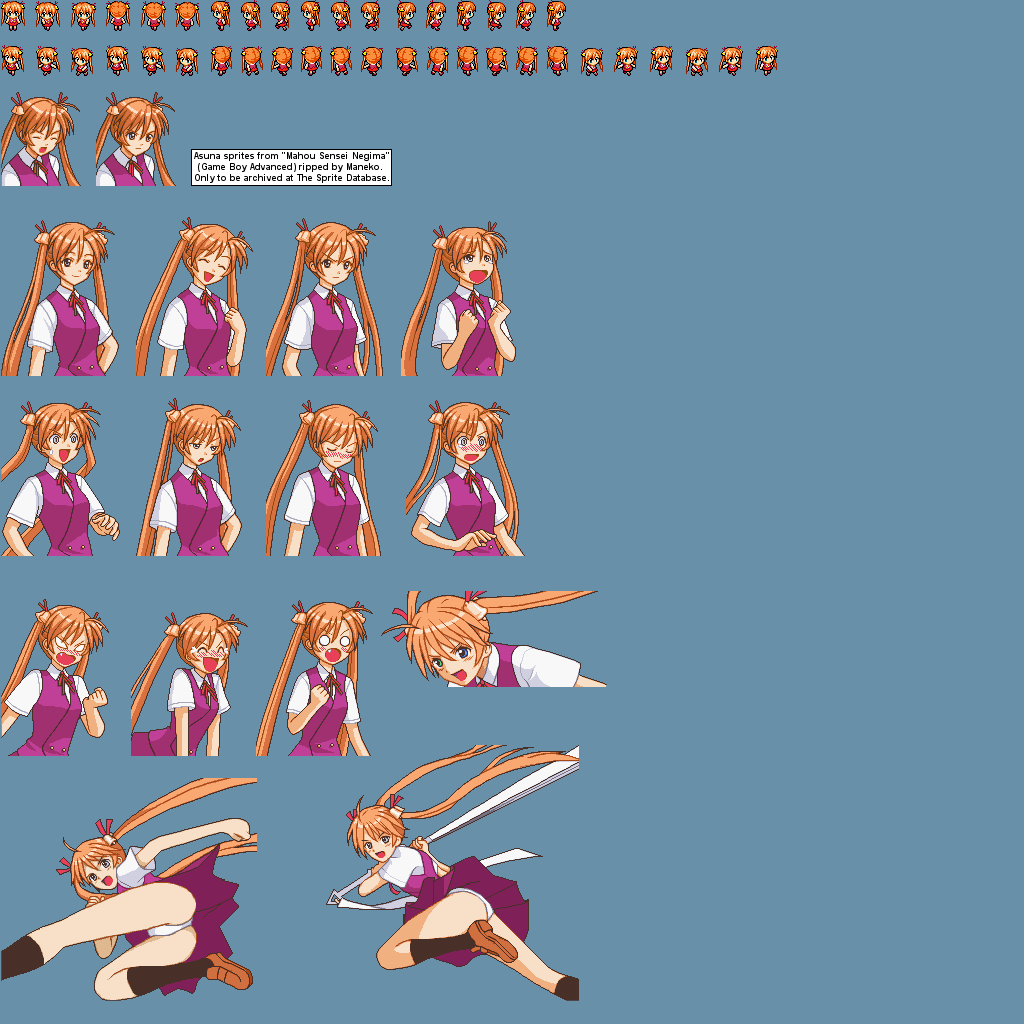 Asuna sprites from "Mahou Sensei Negima"
(Game Boy Advanced) ripped by Maneko.
Only to be archived at The Sprite Database.